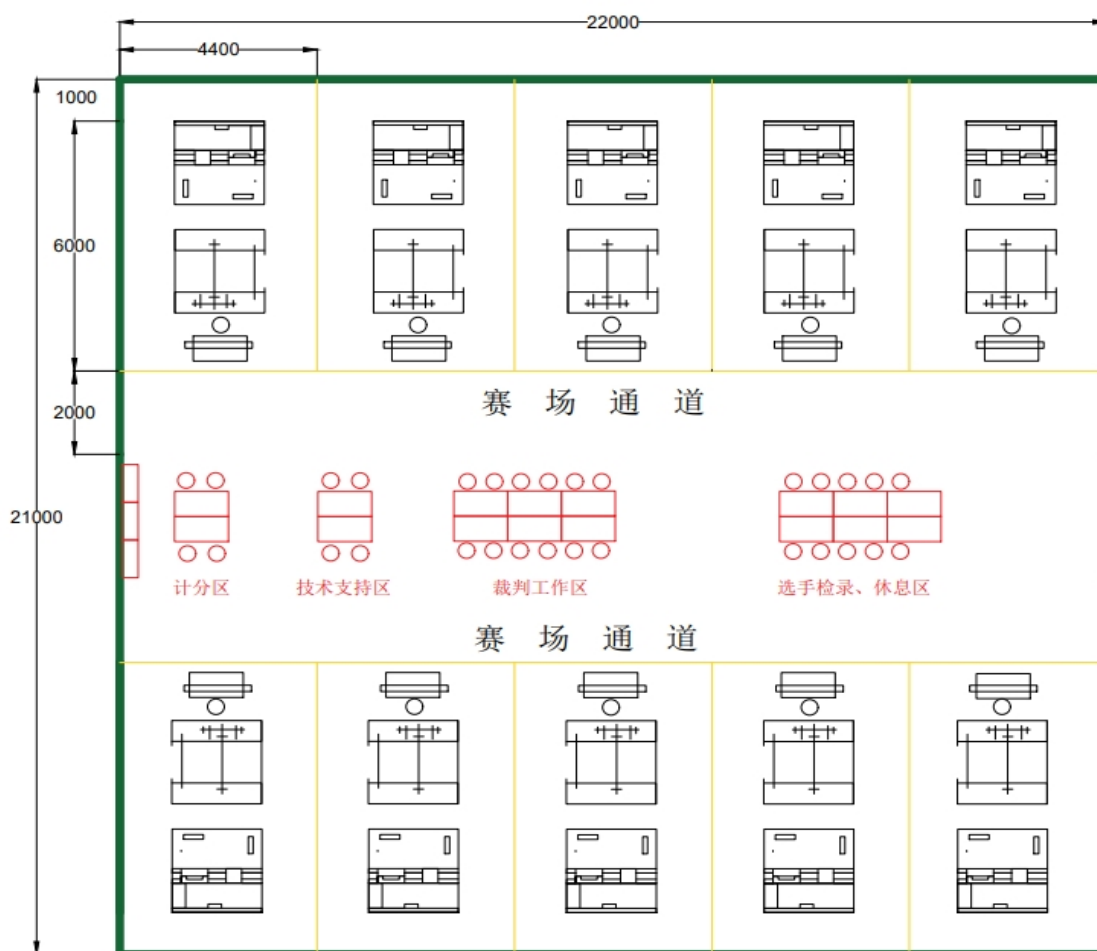 22000
4400
1000
6000
赛 场 通 道
2000
21000
计分区
技术支持区
裁判工作区
选手检录、休息区
赛 场 通 道